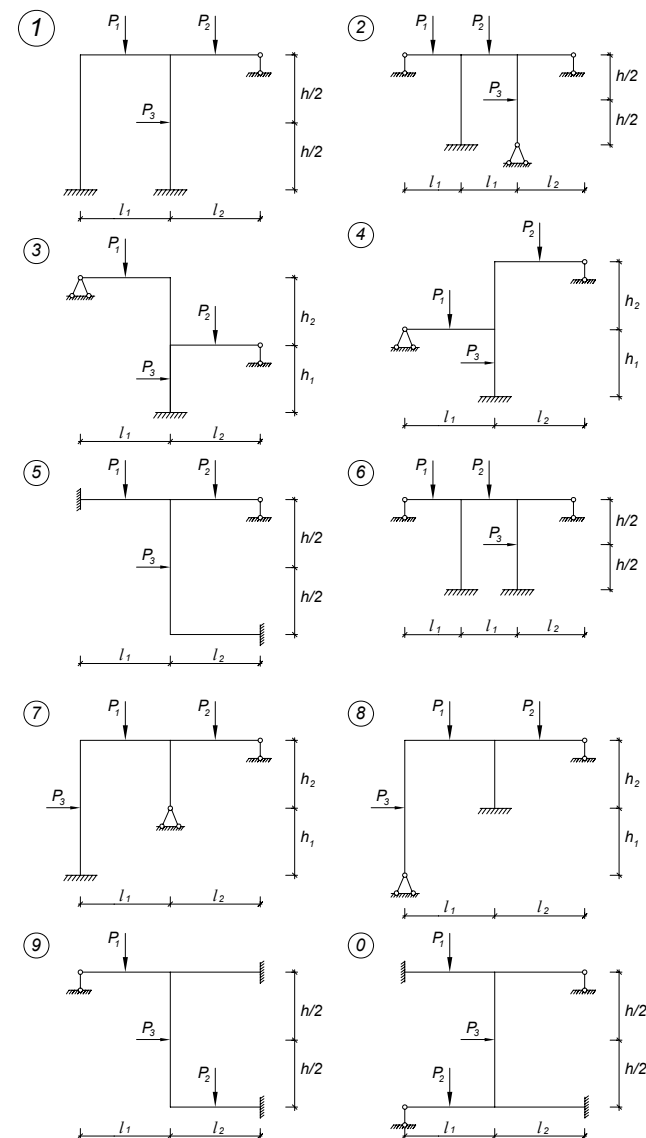 1 P1 P2 h/2
P3 h/2
l1 l2
2 P1 P2 h/2
P3 h/2
l1 l1 l2
3 P1 h2
P2
P3 h1
l1 l2
4 P2 h2
P1
P3 h1
l1 l2
5 P1 P2 h/2
P3 h/2
l1 l2
6 P1 P2 h/2
P3 h/2
l1 l1 l2
7 P1 P2 h2
P3 h1
l1 l2
8 P1 P2 h2
P3 h1
l1 l2
9 P1 h/2
P3
P2 h/2
l1 l2
0 P1 h/2
P3
P2 h/2
l1 l2